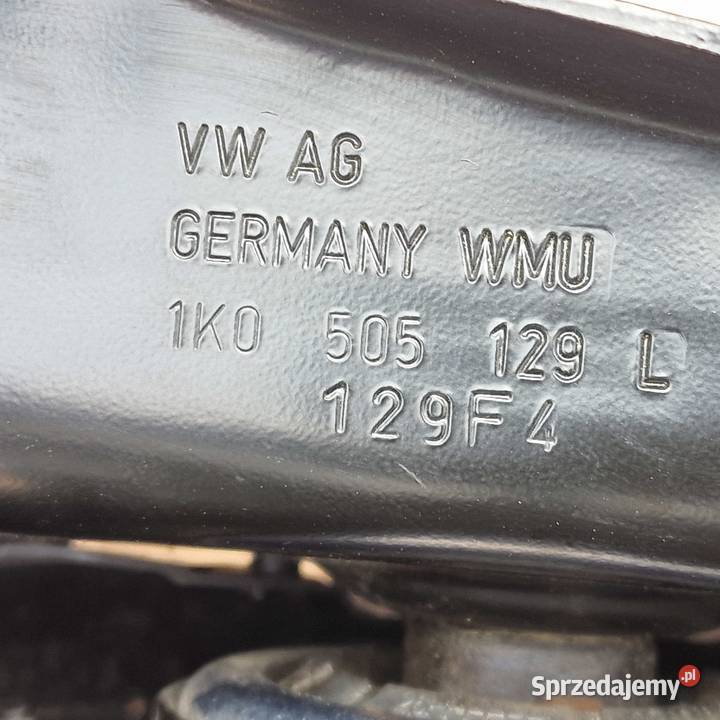 VW AG
GERMANY WMU
1K0 505 129 L
129F4
Sprzedajemy.pl